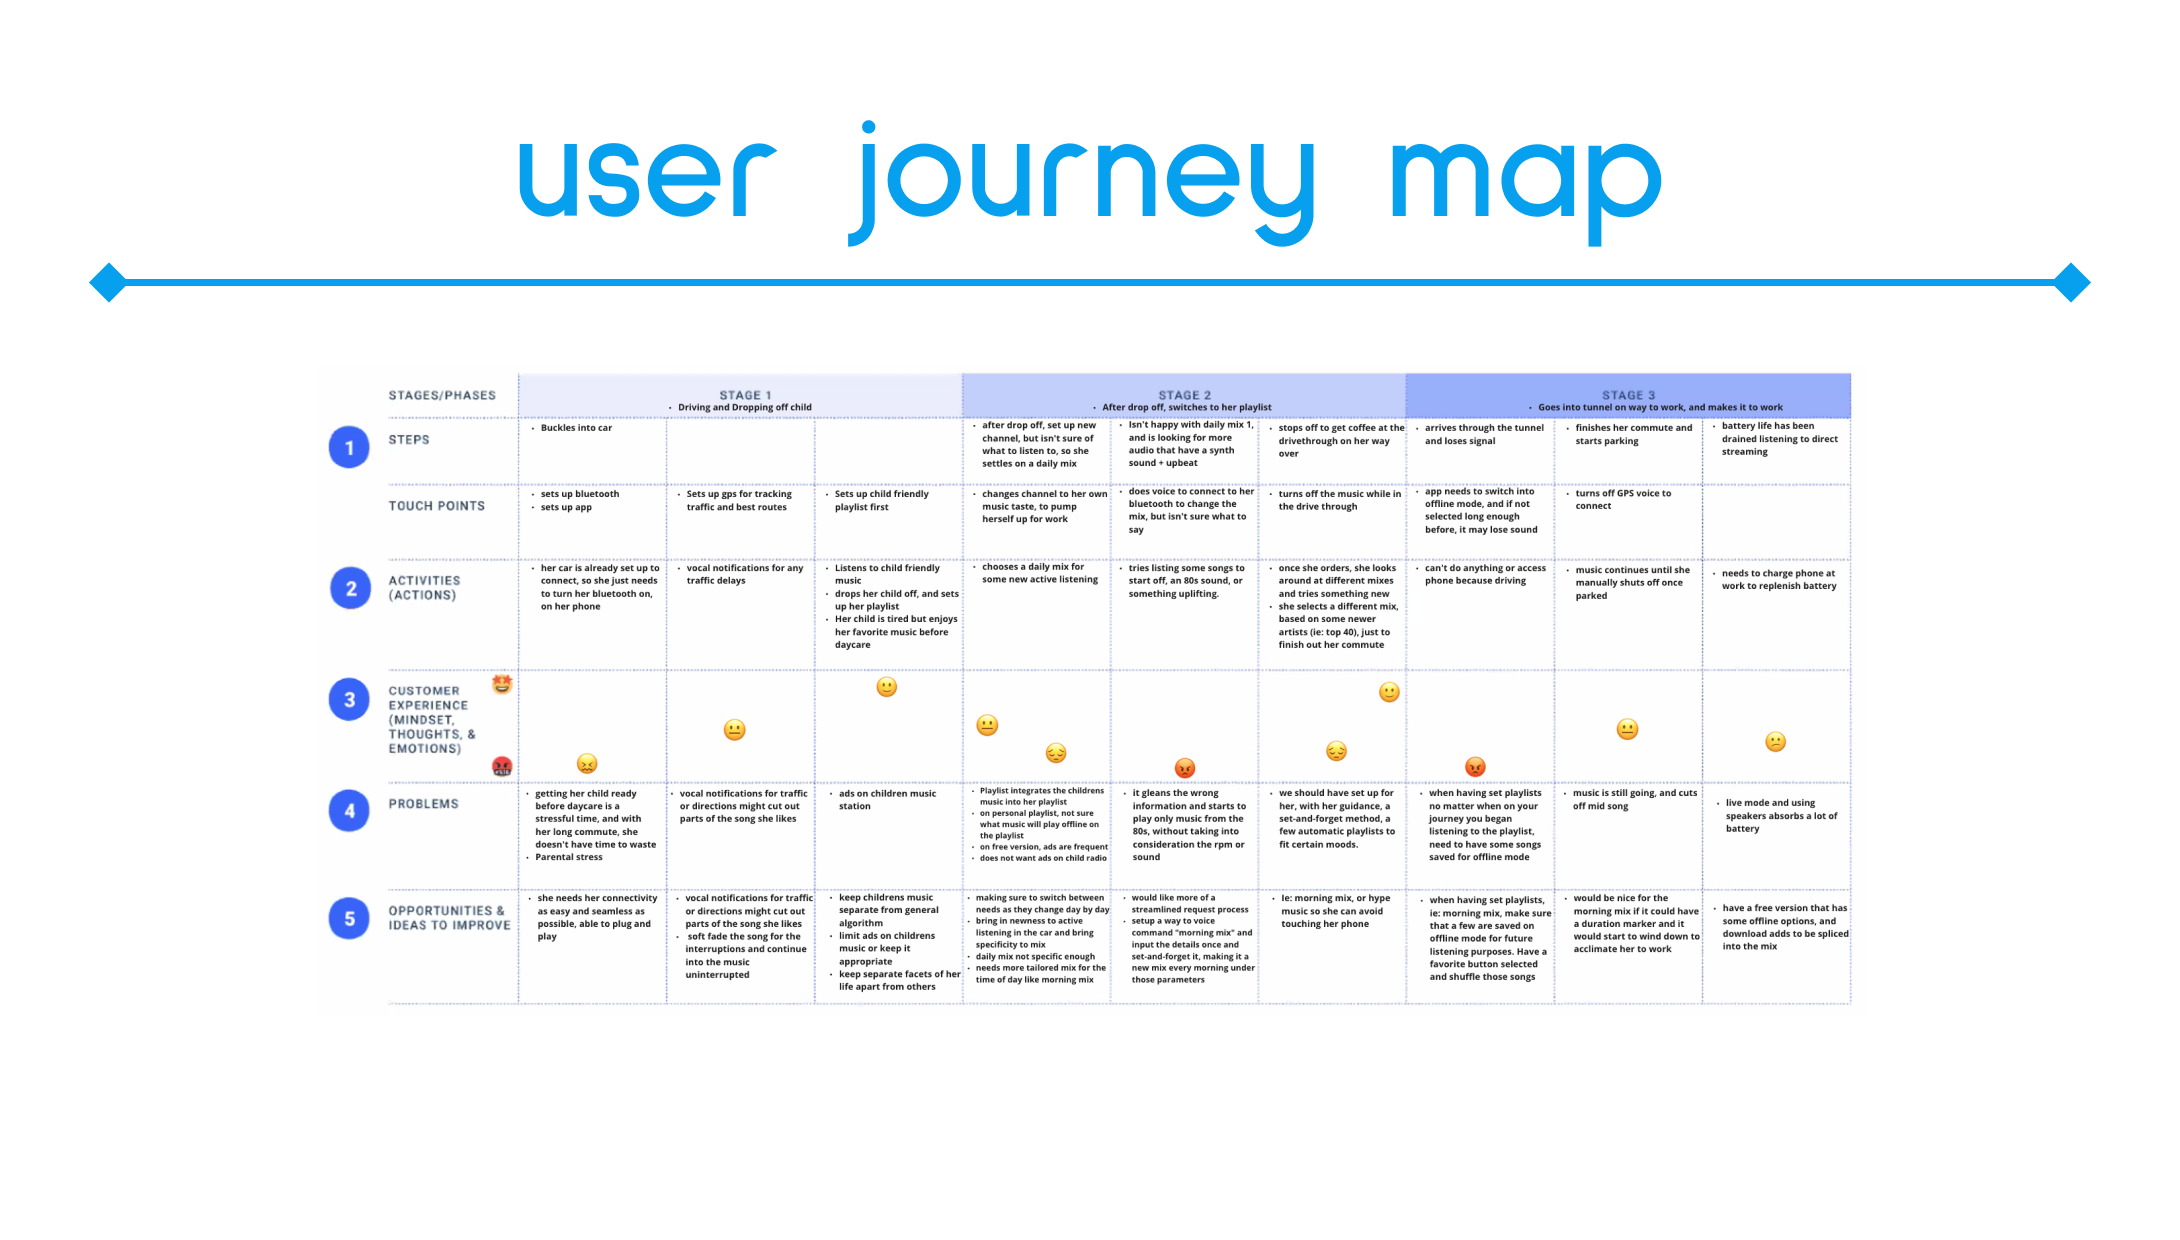 user journey map
STAGES/PHASES
STAGE 1
• Driving and Dropping off child
STAGE 2
• After drop off, switches to her playlist
STAGE 3
• Goes into tunnel on way to work, and makes it to work
1
STEPS
• Buckles into car
• after drop off, set up new
channel, but isn't sure of
what to listen to, so she
settles on a daily mix
• Isn't happy with daily mix 1,
and is looking for more
audio that have a synth
sound + upbeat
• stops off to get coffee at the
drivethrough on her way
over
• arrives through the tunnel
and loses signal
• finishes her commute and
starts parking
• battery life has been
drained listening to direct
streaming
TOUCH POINTS
• sets up bluetooth
• sets up app
• Sets up gps for tracking
traffic and best routes
• Sets up child friendly
playlist first
• changes channel to her own
music taste, to pump
herself up for work
• does voice to connect to her
bluetooth to change the
mix, but isn't sure what to
say
• turns off the music while in
the drive through
• app needs to switch into
offline mode, and if not
selected long enough
before, it may lose sound
• turns off GPS voice to
connect
2
ACTIVITIES
(ACTIONS)
• her car is already set up to
connect, so she just needs
to turn her bluetooth on,
on her phone
• vocal notifications for any
traffic delays
• Listens to child friendly
music
• drops her child off, and sets
up her playlist
• Her child is tired but enjoys
her favorite music before
daycare
• chooses a daily mix for
some new active listening
• tries listing some songs to
start off, an 80s sound, or
something uplifting.
• once she orders, she looks
around at different mixes
and tries something new
• she selects a different mix,
based on some newer
artists (ie: top 40), just to
finish out her commute
• can't do anything or access
phone because driving
• music continues until she
manually shuts off once
parked
• needs to charge phone at
work to replenish battery
3
CUSTOMER
EXPERIENCE
(MINDSET,
THOUGHTS, &
EMOTIONS)
4
PROBLEMS
• getting her child ready
before daycare is a
stressful time, and with
her long commute, she
doesn't have time to waste
• Parental stress
• vocal notifications for traffic
or directions might cut out
parts of the song she likes
• ads on children music
station
• Playlist integrates the childrens
music into her playlist
• on personal playlist, not sure
what music will play offline on
the playlist
• on free version, ads are frequent
• does not want ads on child radio
• it gleans the wrong
information and starts to
play only music from the
80s, without taking into
consideration the rpm or
sound
• we should have set up for
her, with her guidance, a
set-and-forget method, a
few automatic playlists to
fit certain moods.
• when having set playlists
no matter when on your
journey you began
listening to the playlist,
need to have some songs
saved for offline mode
• music is still going, and cuts
off mid song
• live mode and using
speakers absorbs a lot of
battery
5
OPPORTUNITIES &
IDEAS TO IMPROVE
• she needs her connectivity
as easy and seamless as
possible, able to plug and
play
• vocal notifications for traffic
or directions might cut out
parts of the song she likes
• soft fade the song for the
interruptions and continue
into the music
uninterrupted
• keep childrens music
separate from general
algorithm
• limit ads on childrens
music or keep it
appropriate
• keep separate facets of her
life apart from others
• making sure to switch between
needs as they change day by day
• bring in newness to active
listening in the car and bring
specificity to mix
• daily mix not specific enough
• needs more tailored mix for the
time of day like morning mix
• would like more of a
streamlined request process
• setup a way to voice
command "morning mix" and
input the details once and
set-and-forget it, making it a
new mix every morning under
those parameters
• Ie: morning mix, or hype
music so she can avoid
touching her phone
• when having set playlists,
ie: morning mix, make sure
that a few are saved on
offline mode for future
listening purposes. Have a
favorite button selected
and shuffle those songs
• would be nice for the
morning mix if it could have
a duration marker and it
would start to wind down to
acclimate her to work
• have a free version that has
some offline options, and
download adds to be spliced
into the mix